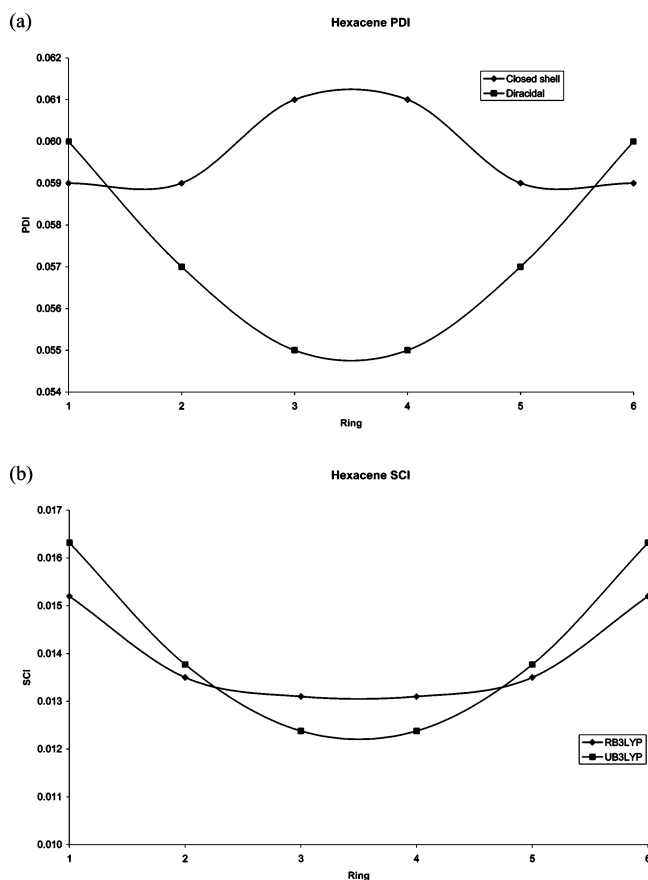 (a)
Hexacene PDI
0.062
0.061
0.060
0.059
0.058
0.057
0.056
0.055
0.054
PDI
Closed shell
Diracidal
1 2 3 4 5 6
Ring
(b)
Hexacene SCI
0.017
0.016
0.015
0.014
0.013
0.012
0.011
0.010
SCI
RB3LYP
UB3LYP
1 2 3 4 5 6
Ring